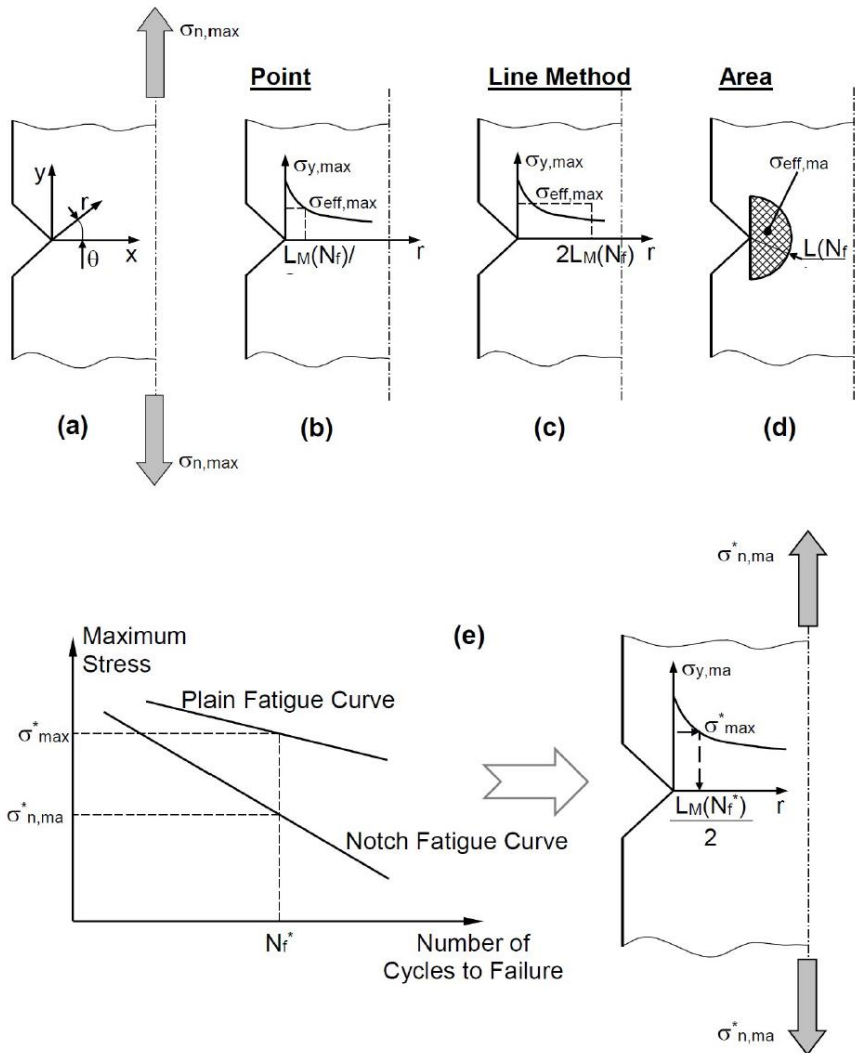 σn,max
Point
Line Method
Area
y
r
x
θ
σy,max
σeff,max
LM(Nf)/
r
σy,max
σeff,max
2LM(Nf)
r
σeff,ma
L(Nf
(a)
(b)
(c)
(d)
σn,max
σ*n,ma
(e)
Maximum
Stress
Plain Fatigue Curve
σ*max
σ*n,ma
Notch Fatigue Curve
Nf*
Number of
Cycles to Failure
σy,ma
σ*max
LM(Nf*)
2
r
σ*n,ma